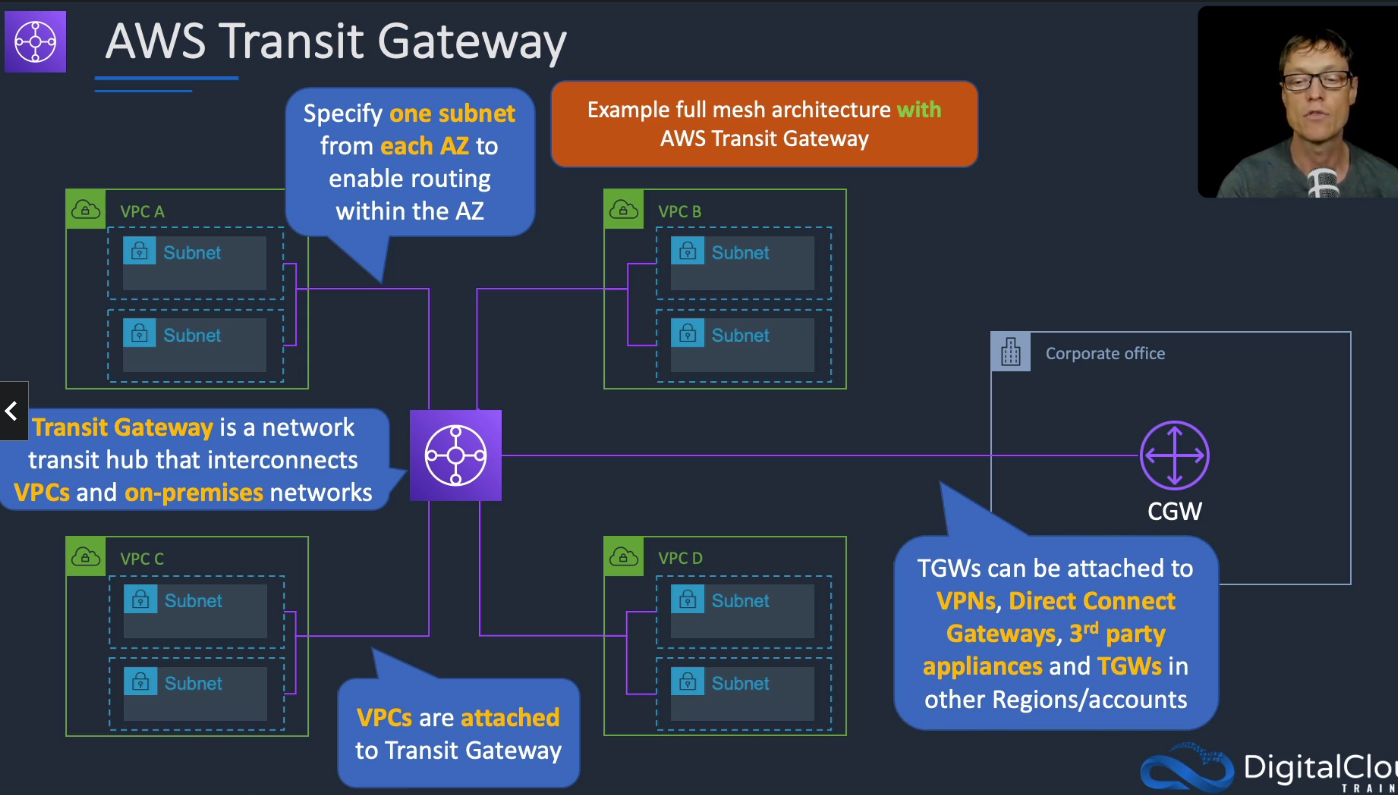 AWS Transit Gateway
Specify one subnet
from each AZ to
enable routing
within the AZ
Example full mesh architecture with
AWS Transit Gateway
VPC A
Subnet
Subnet
VPC B
Subnet
Subnet
Corporate office
CGW
Transit Gateway is a network
transit hub that interconnects
VPCs and on-premises networks
VPC C
Subnet
Subnet
VPC D
Subnet
Subnet
VPCs are attached
to Transit Gateway
TGWs can be attached to
VPNs, Direct Connect
Gateways, 3rd party
appliances and TGWs in
other Regions/accounts
DigitalClou
TRAIN